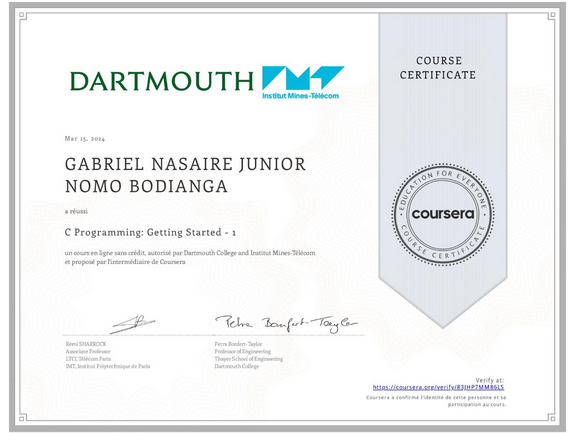 DARTMOUTH
Institut Mines-Télécom
COURSE
CERTIFICATE
EDUCATION FOR EVERYONE
coursera
COURSE CERTIFICATE
Mar 15, 2024
GABRIEL NASAIRE JUNIOR
NOMO BODIANGA
a réussi
C Programming: Getting Started - 1
un cours en ligne sans crédit, autorisé par Dartmouth College and Institut Mines-Télécom
et proposé par l'intermédiaire de Coursera
Petra Bonfert-Taylor
Rémi SHARROCK
Associate Professor
LTCI, Télécom Paris
IMT, Institut Polytechnique de Paris
Petra Bonfert-Taylor
Professor of Engineering
Thayer School of Engineering
Dartmouth College
Verify at:
https://coursera.org/verify/83JHP7MM86LS
Coursera a confirmé l'identité de cette personne et sa
participation au cours.